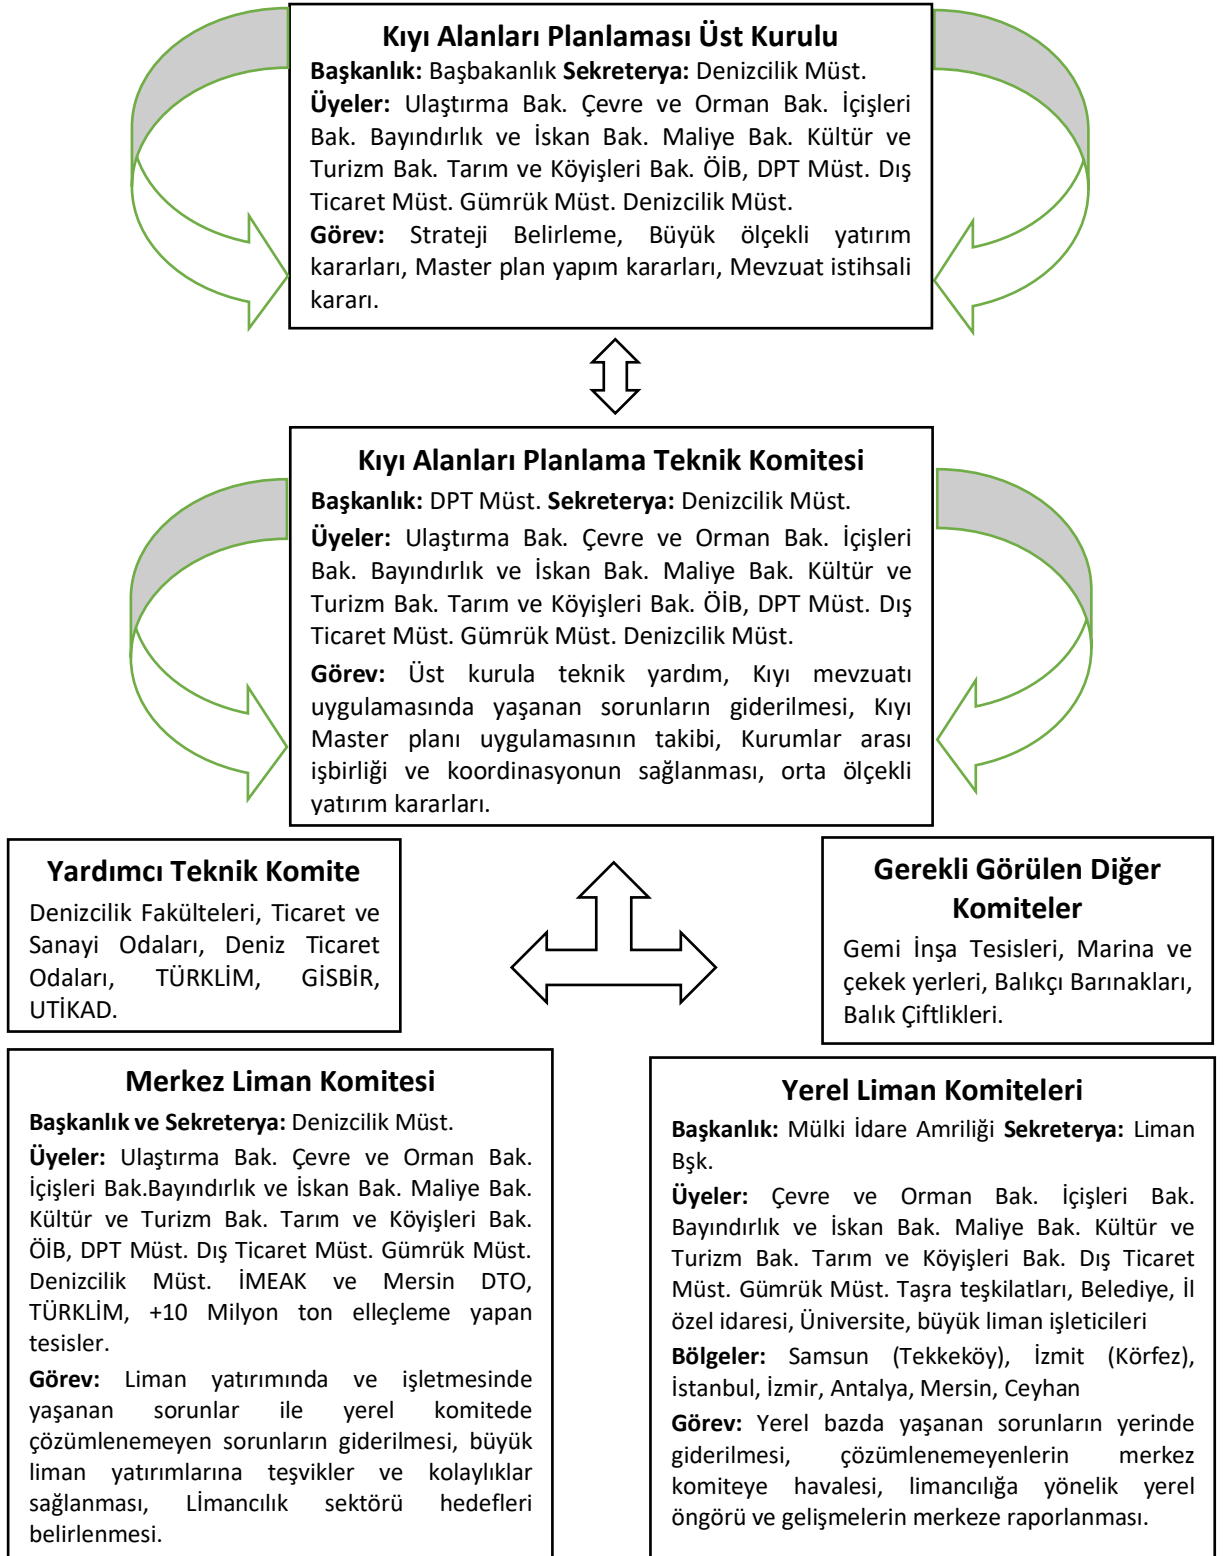 Kıyı Alanları Planlaması Üst Kurulu
Başkanlık: Başbakanlık Sekreterya: Denizcilik Müst.
Üyeler: Ulaştırma Bak. Çevre ve Orman Bak. İçişleri
Bak. Bayındırlık ve İskan Bak. Maliye Bak. Kültür ve
Turizm Bak. Tarım ve Köyişleri Bak. ÖİB, DPT Müst. Dış
Ticaret Müst. Gümrük Müst. Denizcilik Müst.
Görev: Strateji Belirleme, Büyük ölçekli yatırım
kararları, Master plan yapım kararları, Mevzuat istihsali
kararı.
Kıyı Alanları Planlama Teknik Komitesi
Başkanlık: DPT Müst. Sekreterya: Denizcilik Müst.
Üyeler: Ulaştırma Bak. Çevre ve Orman Bak. İçişleri
Bak. Bayındırlık ve İskan Bak. Maliye Bak. Kültür ve
Turizm Bak. Tarım ve Köyişleri Bak. ÖİB, DPT Müst. Dış
Ticaret Müst. Gümrük Müst. Denizcilik Müst.
Görev: Üst kurula teknik yardım, Kıyı mevzuatı
uygulamasında yaşanan sorunların giderilmesi, Kıyı
Master planı uygulamasının takibi, Kurumlar arası
işbirliği ve koordinasyonun sağlanması, orta ölçekli
yatırım kararları.
Yardımcı Teknik Komite
Denizcilik Fakülteleri, Ticaret ve
Sanayi Odaları, Deniz Ticaret
Odaları, TÜRKLİM, GİSBİR,
UTİKAD.
Gerekli Görülen Diğer
Komiteler
Gemi İnşa Tesisleri, Marina ve
çekek yerleri, Balıkçı Barınakları,
Balık Çiftlikleri.
Merkez Liman Komitesi
Başkanlık ve Sekreterya: Denizcilik Müst.
Üyeler: Ulaştırma Bak. Çevre ve Orman Bak.
İçişleri Bak.Bayındırlık ve İskan Bak. Maliye Bak.
Kültür ve Turizm Bak. Tarım ve Köyişleri Bak.
ÖİB, DPT Müst. Dış Ticaret Müst. Gümrük Müst.
Denizcilik Müst. İMEAK ve Mersin DTO,
TÜRKLİM, +10 Milyon ton elleçleme yapan
tesisler.
Görev: Liman yatırımında ve işletmesinde
yaşanan sorunlar ile yerel komitede
çözümlenemeyen sorunların giderilmesi, büyük
liman yatırımlarına teşvikler ve kolaylıklar
sağlanması, Lİmancılık sektörü hedefleri
belirlenmesi.
Yerel Liman Komiteleri
Başkanlık: Mülki İdare Amriliği Sekreterya: Liman
Bşk.
Üyeler: Çevre ve Orman Bak. İçişleri Bak.
Bayındırlık ve İskan Bak. Maliye Bak. Kültür ve
Turizm Bak. Tarım ve Köyişleri Bak. Dış Ticaret
Müst. Gümrük Müst. Taşra teşkilatları, Belediye, İl
özel idaresi, Üniversite, büyük liman işleticileri
Bölgeler: Samsun (Tekkeköy), İzmit (Körfez),
İstanbul, İzmir, Antalya, Mersin, Ceyhan
Görev: Yerel bazda yaşanan sorunların yerinde
giderilmesi, çözümlenemeyenlerin merkez
komiteye havalesi, limancılığa yönelik yerel
öngörü ve gelişmelerin merkeze raporlanması.